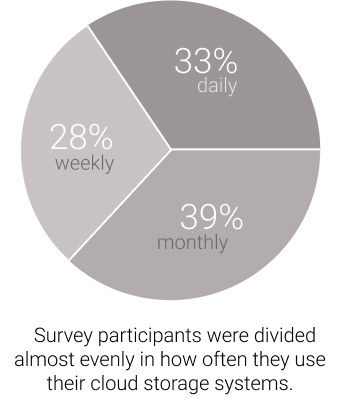 33%
daily
28%
weekly
39%
monthly
Survey participants were divided
almost evenly in how often they use
their cloud storage systems.